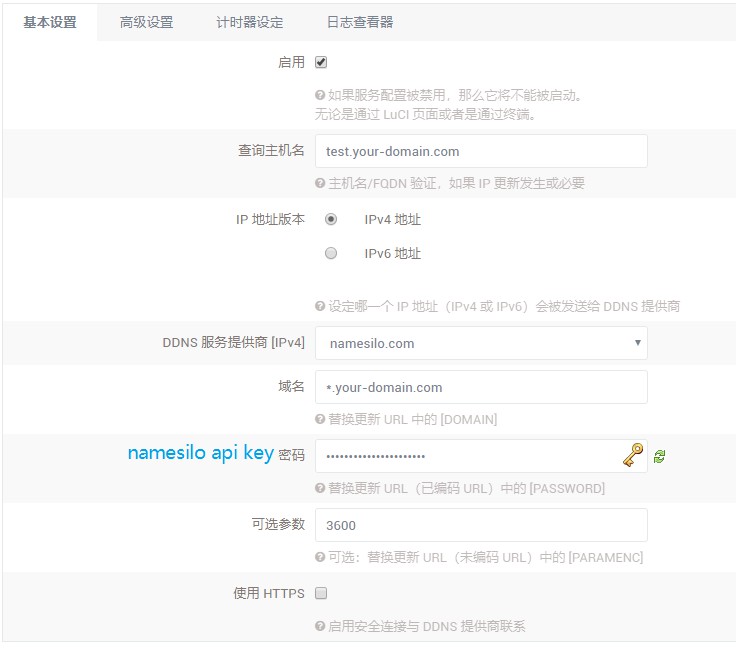 基本设置 高级设置 计时器设定 日志查看器
启用
如果服务配置被禁用，那么它将不能被启动。
无论是通过 LuCI 页面或者是通过终端。
查询主机名 test.your-domain.com
主机名/FQDN 验证，如果 IP 更新发生或必要
IP 地址版本 IPv4 地址
IPv6 地址
设定哪一个 IP 地址（IPv4 或 IPv6）会被发送给 DDNS 提供商
DDNS 服务提供商 [IPv4] namesilo.com
域名 *.your-domain.com
替换更新 URL 中的 [DOMAIN]
namesilo api key 密码 ••••••••••••••••••••••
替换更新 URL（已编码 URL）中的 [PASSWORD]
可选参数 3600
可选：替换更新 URL（未编码 URL）中的 [PARAMENC]
使用 HTTPS
启用安全连接与 DDNS 提供商联系